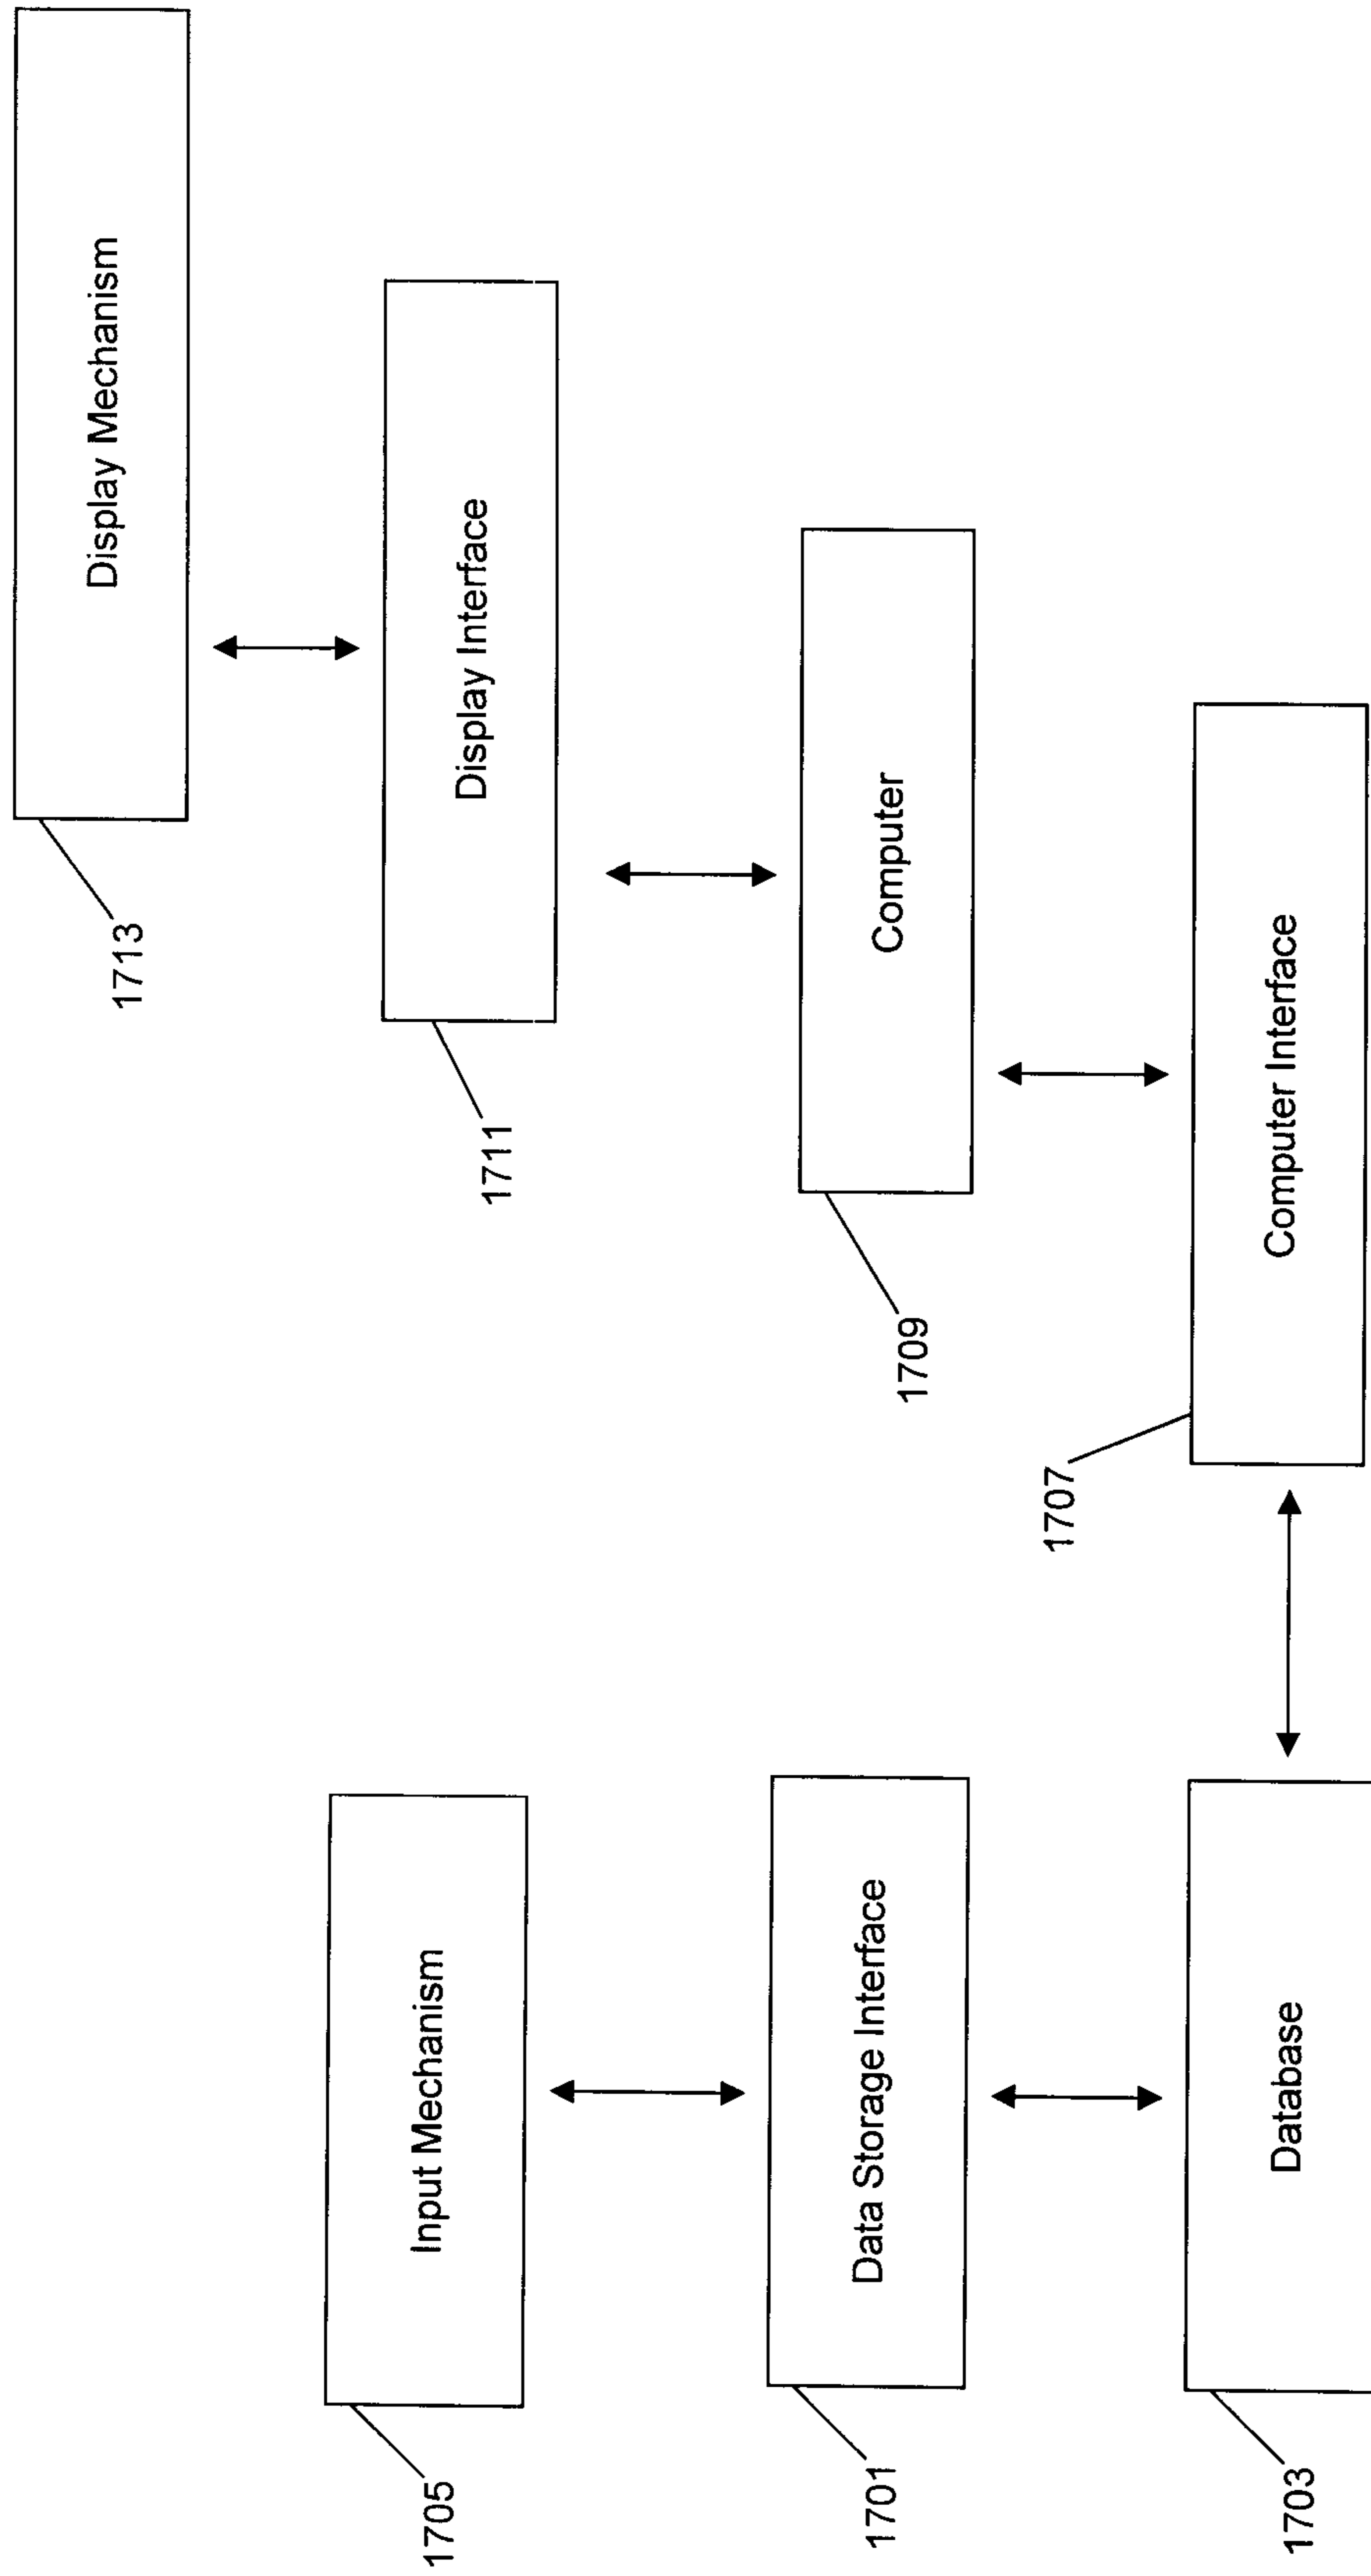 Input Mechanism
1705
Data Storage Interface
1701
Database
1703
Computer Interface
1707
Computer
1709
Display Interface
1711
Display Mechanism
1713